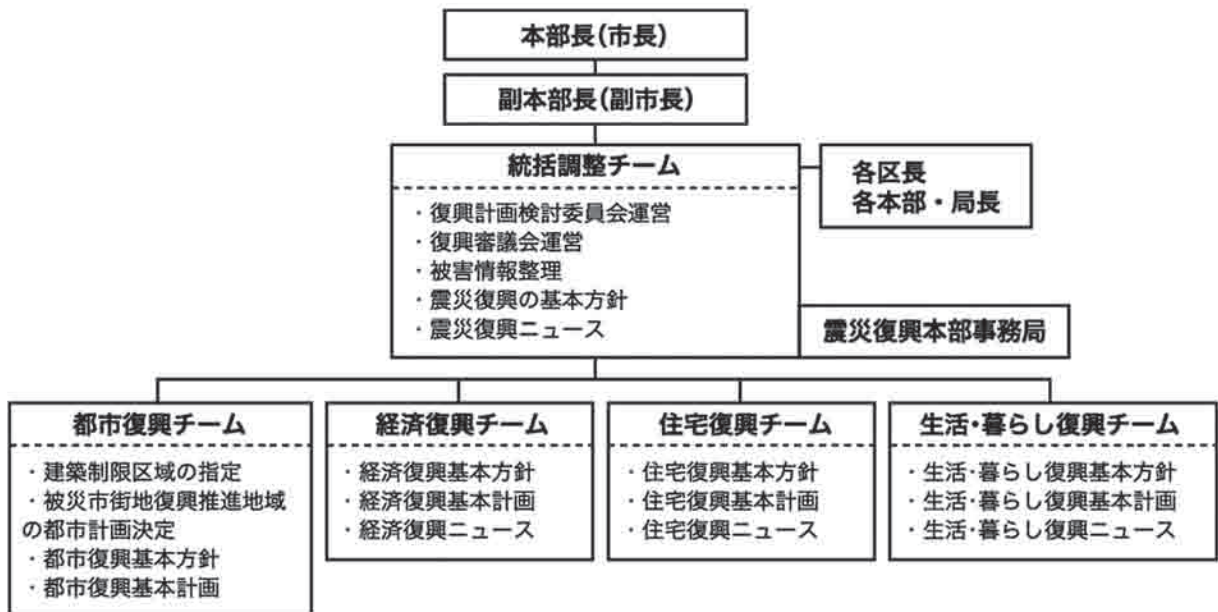 本部長(市長)
副本部長(副市長)
統括調整チーム
・復興計画検討委員会運営
・復興審議会運営
・被害情報整理
・震災復興の基本方針
・震災復興ニュース
各区長
各本部・局長
震災復興本部事務局
都市復興チーム
・建築制限区域の指定
・被災市街地復興推進地域
の都市計画決定
・都市復興基本方針
・都市復興基本計画
経済復興チーム
・経済復興基本方針
・経済復興基本計画
・経済復興ニュース
住宅復興チーム
・住宅復興基本方針
・住宅復興基本計画
・住宅復興ニュース
生活・暮らし復興チーム
・生活・暮らし復興基本方針
・生活・暮らし復興基本計画
・生活・暮らし復興ニュース